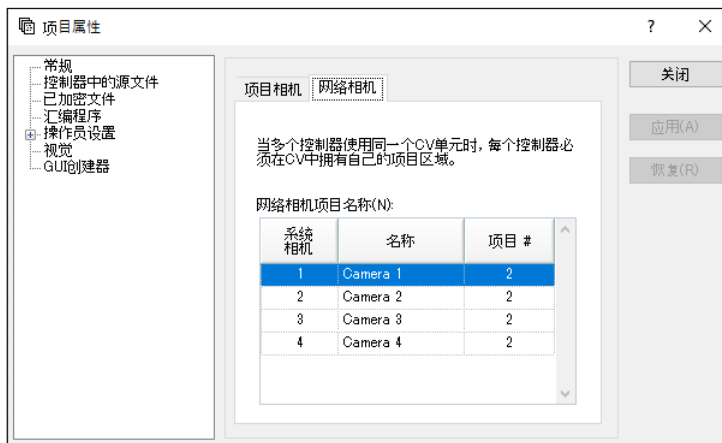 项目属性
?
常规
控制器中的源文件
已加密文件
汇编程序
操作员设置
视觉
GUI创建器
项目相机
网络相机
当多个控制器使用同一个CV单元时, 每个控制器必
须在CV中拥有自己的项目区域。
网络相机项目名称(N):
系统
相机 名称 项目 #
1 Camera 1 2
2 Camera 2 2
3 Camera 3 2
4 Camera 4 2
关闭
应用(A)
恢复(R)